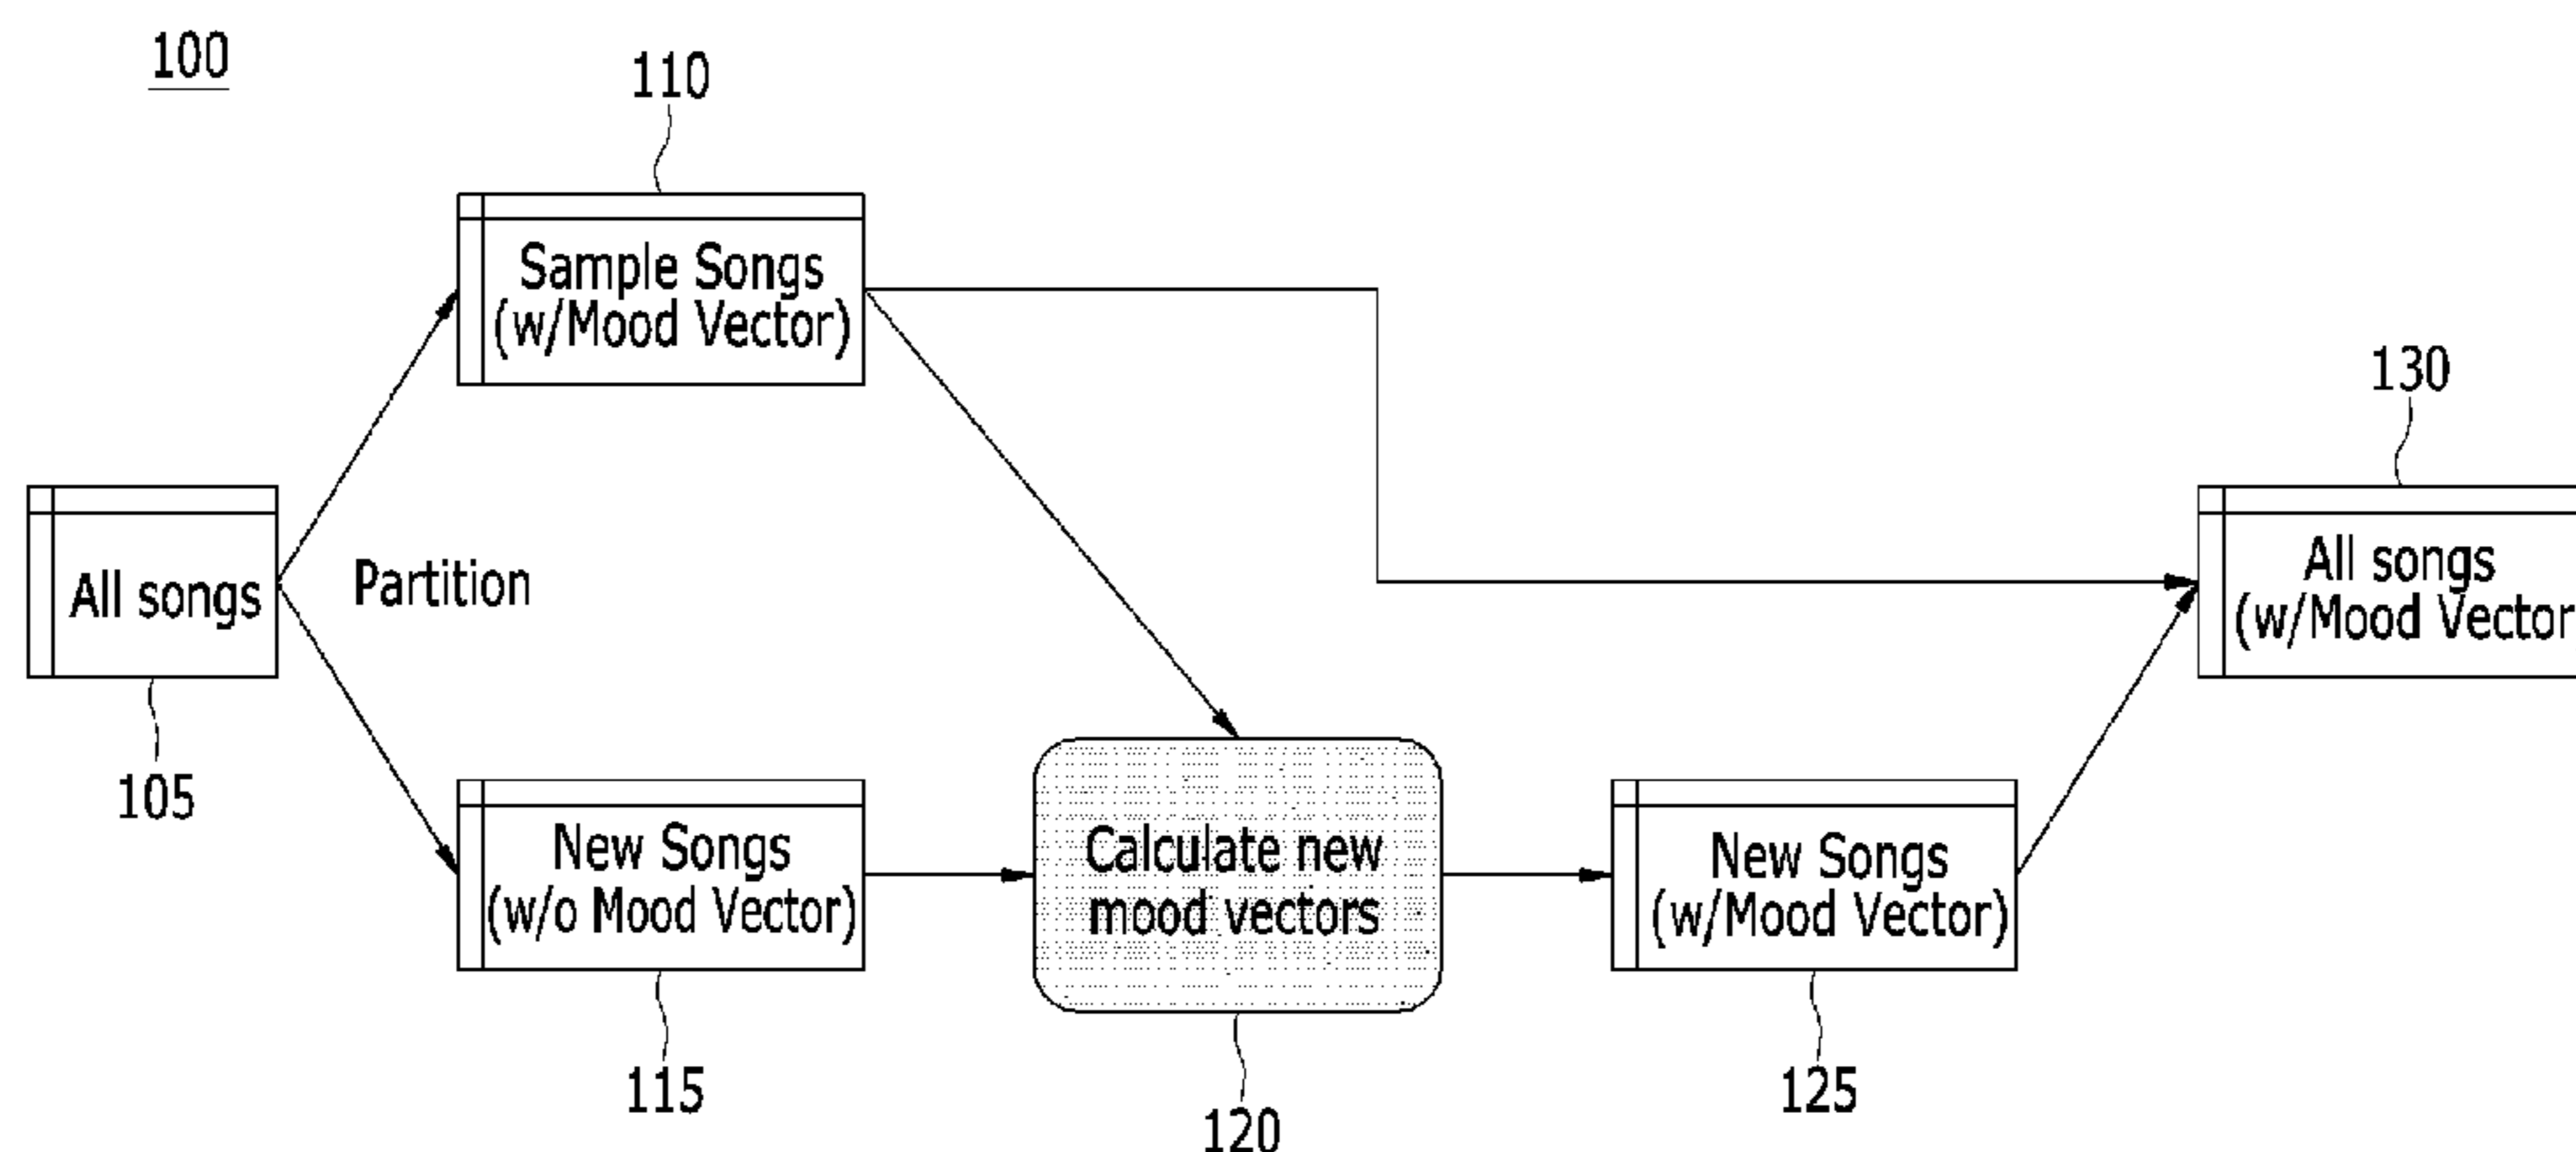 100
110
Sample Songs
(w/Mood Vector)
130
All songs
(w/Mood Vector
All songs
Partition
105
New Songs
(w/o Mood Vector)
Calculate new
mood vectors
New Songs
(w/Mood Vector)
115
120
125